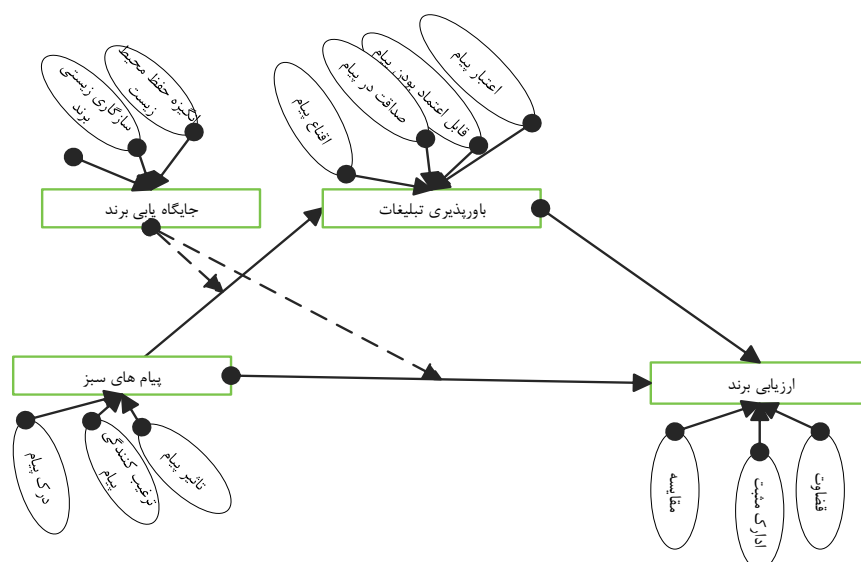 انگیزه حفظ محیط
زیست
سازگاری زیستی
برند
اعتبار پیام
قابل اعتماد بودن پیام
صداقت در پیام
اقناع پیام
جایگاه یابی برند
باورپذیری تبلیغات
پیام های سبز
ارزیابی برند
تاثیر پیام
ترغیب کنندگی
پیام
درک پیام
قضاوت
ادارک مثبت
مقایسه